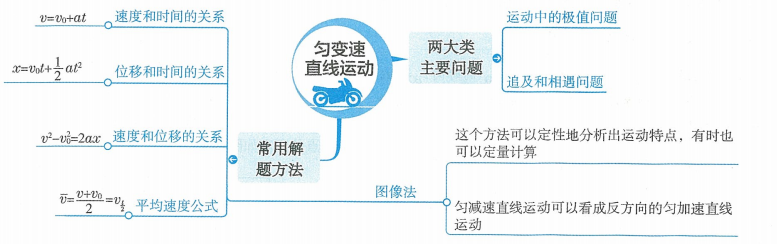 匀变速
直线运动
两大类
主要问题
运动中的极值问题
追及和相遇问题
常用解
题方法
速度和时间的关系
v=v₀+at
位移和时间的关系
x=v₀t+\frac{1}{2}at²
速度和位移的关系
v²−v₀²=2ax
平均速度公式
\bar{v}=\frac{v+v₀}{2}=v_{\frac{t}{2}}
图像法
这个方法可以定性地分析出运动特点，有时也
可以定量计算
匀减速直线运动可以看成反方向的匀加速直线
运动